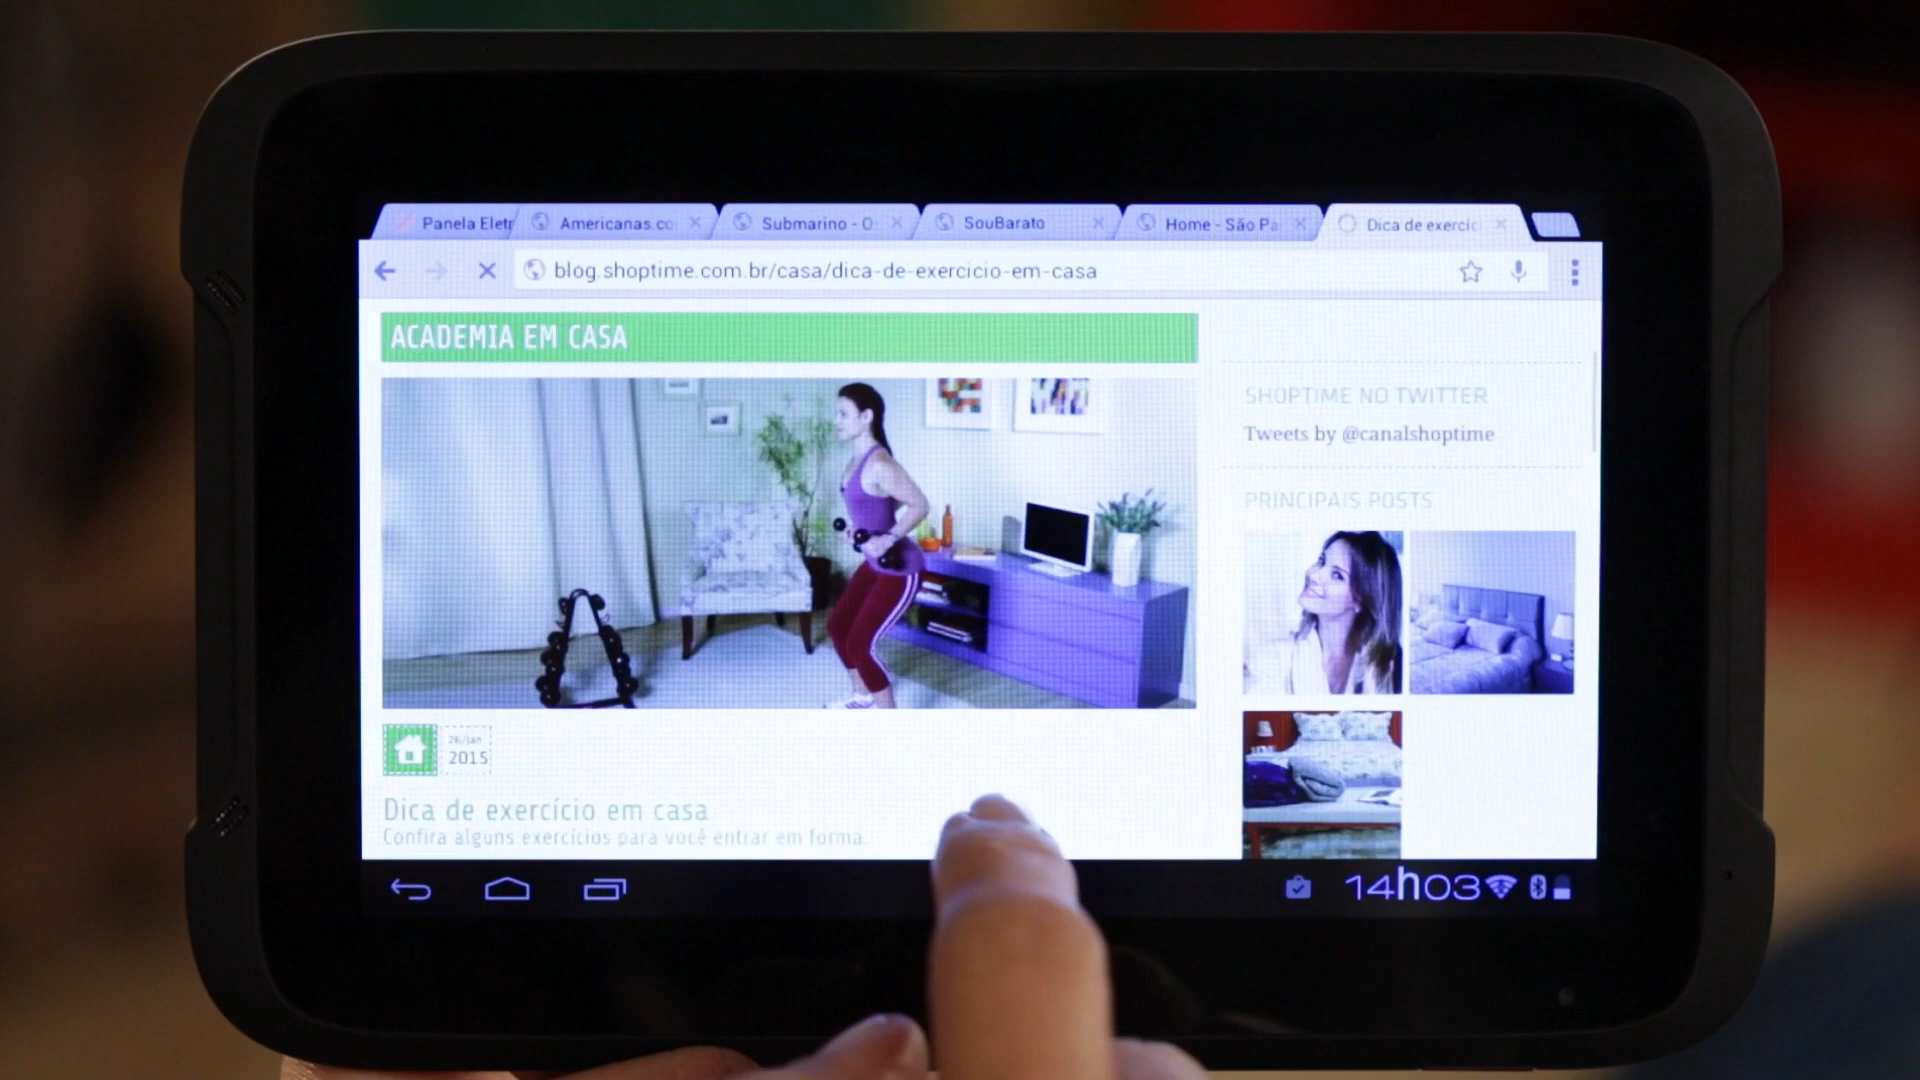 Panela Eletr
Americanas.co
Submarino - O
SouBarato
Home - São Pa
Dica de exercíc
blog.shoptime.com.br/casa/dica-de-exercicio-em-casa
ACADEMIA EM CASA
SHOPTIME NO TWITTER
Tweets by @canalshoptime
PRINCIPAIS POSTS
26/Jan
2015
Dica de exercício em casa
Confira alguns exercícios para você entrar em forma.
14h03